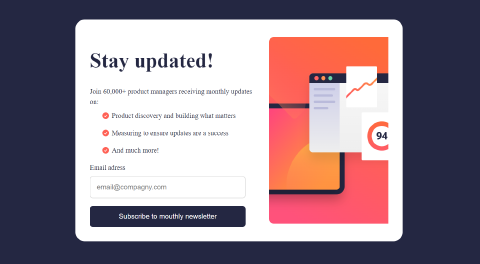 Stay updated!
Join 60,000+ product managers receiving monthly updates
on:
Product discovery and building what matters
Measuring to ensure updates are a success
And much more!
Email adress
email@compagny.com
Subscribe to mouthly newsletter
94